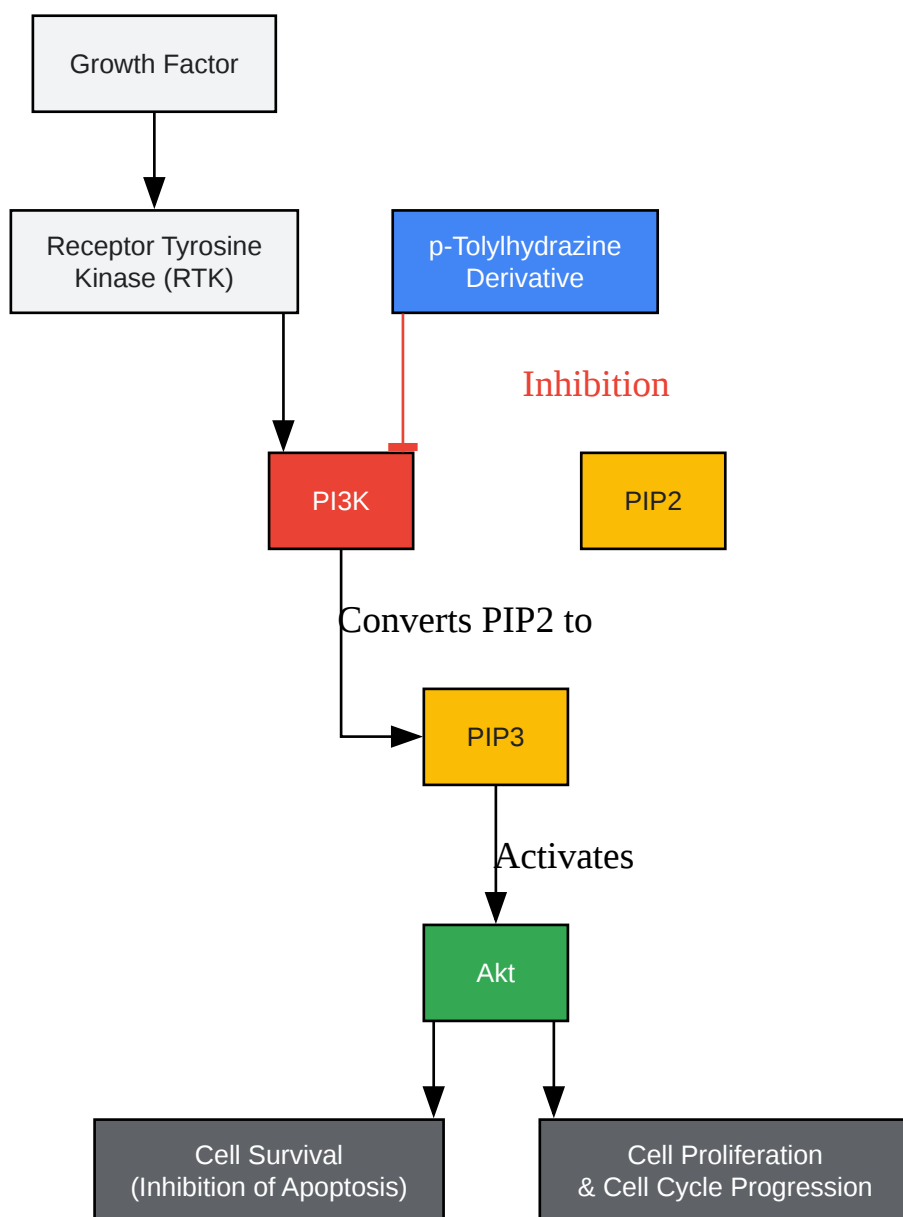 Growth Factor
Receptor Tyrosine
Kinase (RTK)
p-Tolylhydrazine
Derivative
Inhibition
PI3K
PIP2
Converts PIP2 to
PIP3
Activates
Akt
Cell Survival
(Inhibition of Apoptosis)
Cell Proliferation
& Cell Cycle Progression